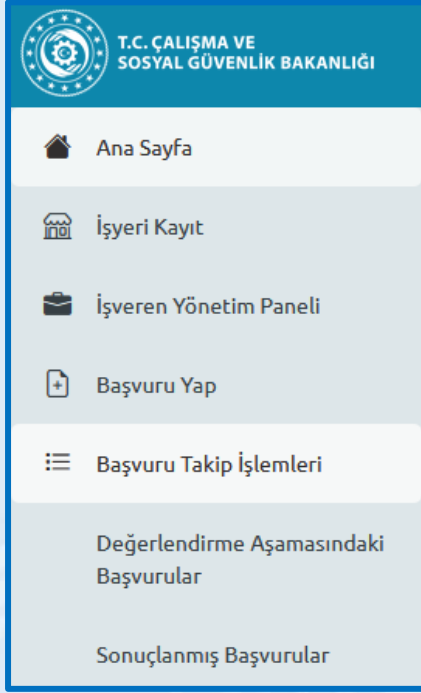 T.C. ÇALIŞMA VE
SOSYAL GÜVENLİK BAKANLIĞI
Ana Sayfa
İşyeri Kayıt
İşveren Yönetim Paneli
Başvuru Yap
Başvuru Takip İşlemleri
Değerlendirme Aşamasındaki
Başvurular
Sonuçlanmış Başvurular